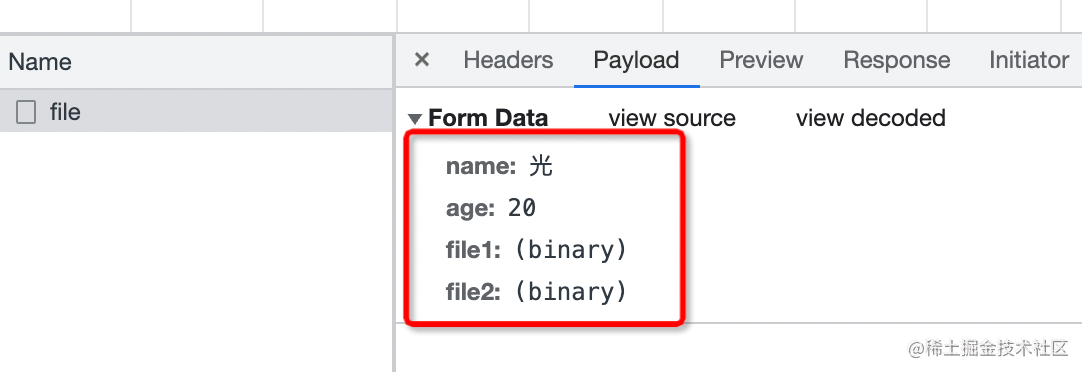 Name
file
× Headers Payload Preview Response Initiator
▼ Form Data view source view decoded
name: 光
age: 20
file1: (binary)
file2: (binary)
@稀土掘金技术社区